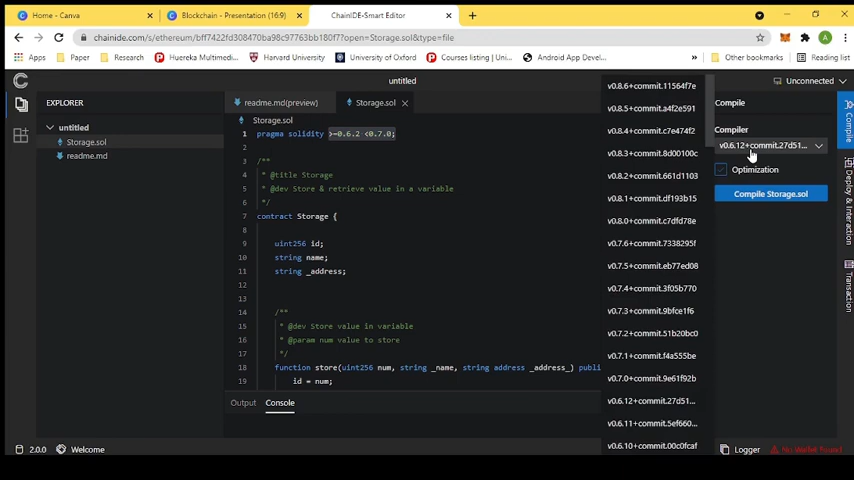 Home - Canva
Blockchain - Presentation (16:9)
ChainIDE-Smart Editor
chainide.com/s/ethereum/bff7422fd308470ba98c97763bb180f7?open=Storage.sol&type=file
A
Apps
Paper
Research
Huereka Multimedia...
Harvard University
University of Oxford
Courses listing | Uni...
Android App Devel...
»
Other bookmarks
Reading list
untitled
Unconnected
EXPLORER
untitled
Storage.sol
readme.md
readme.md(preview)
Storage.sol
Storage.sol
1 pragma solidity >=0.6.2 <0.7.0;
2
3 /**
4 * @title Storage
5 * @dev Store & retrieve value in a variable
6 */
7 contract Storage {
8
9 uint256 id;
10 string name;
11 string _address;
12
13
14 /**
15 * @dev Store value in variable
16 * @param num value to store
17 */
18 function store(uint256 num, string _name, string address _address_) publi
19 id = num;
Output
Console
v0.8.6+commit.11564f7e
v0.8.5+commit.a4f2e591
v0.8.4+commit.c7e474f2
v0.8.3+commit.8d00100c
v0.8.2+commit.661d1103
v0.8.1+commit.df193b15
v0.8.0+commit.c7dfd78e
v0.7.6+commit.7338295f
v0.7.5+commit.eb77ed08
v0.7.4+commit.3f05b770
v0.7.3+commit.9bfce1f6
v0.7.2+commit.51b20bc0
v0.7.1+commit.f4a555be
v0.7.0+commit.9e61f92b
v0.6.12+commit.27d51...
v0.6.11+commit.5ef660...
v0.6.10+commit.00c0fcaf
Compile
Compiler
v0.6.12+commit.27d51...
Optimization
Compile Storage.sol
Compile
Deploy & Interaction
Transaction
2.0.0
Welcome
Logger
No Wallet Found!